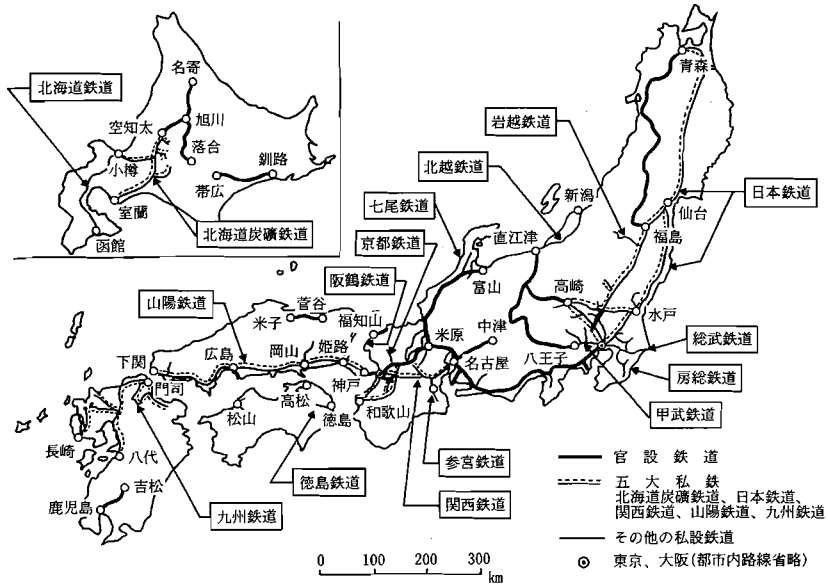 名寄
北海道鉄道
空知太
旭川
小樽
落合
釧路
帯広
室蘭
函館
北海道炭礦鉄道
青森
岩越鉄道
北越鉄道
新潟
七尾鉄道
直江津
京都鉄道
仙台
日本鉄道
福島
富山
高崎
水戸
阪鶴鉄道
山陽鉄道
菅谷
米子
福知山
米原
中津
下関
広島
岡山
姫路
名古屋
八王子
総武鉄道
房総鉄道
門司
神戸
高松
松山
徳島
和歌山
甲武鉄道
長崎
八代
徳島鉄道
参宮鉄道
関西鉄道
吉松
鹿児島
九州鉄道
官設鉄道
五大私鉄
北海道炭礦鉄道、日本鉄道、
関西鉄道、山陽鉄道、九州鉄道
その他の私設鉄道
東京、大阪(都市内路線省略)
0 100 200 300
km